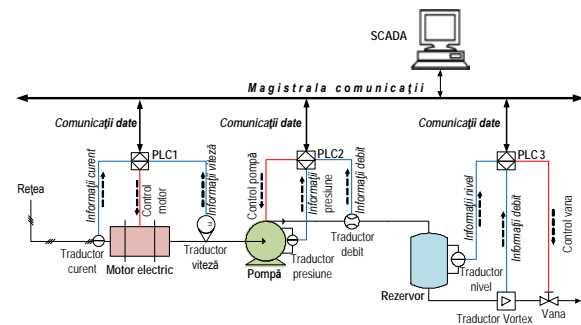 SCADA
Magistrala comunicaţii
Comunicaţii date
Comunicaţii date
Comunicaţii date
PLC1
PLC2
PLC 3
Reţea
Informaţii curent
Control
motor
Informaţii viteză
Control pompă
Informaţii
presiune
Informaţii debit
Informaţii nivel
Informaţii debit
Control vana
Traductor
curent
Motor electric
Traductor
viteză
Pompă
Traductor
presiune
Traductor
debit
Rezervor
Traductor
nivel
Traductor Vortex
Vana